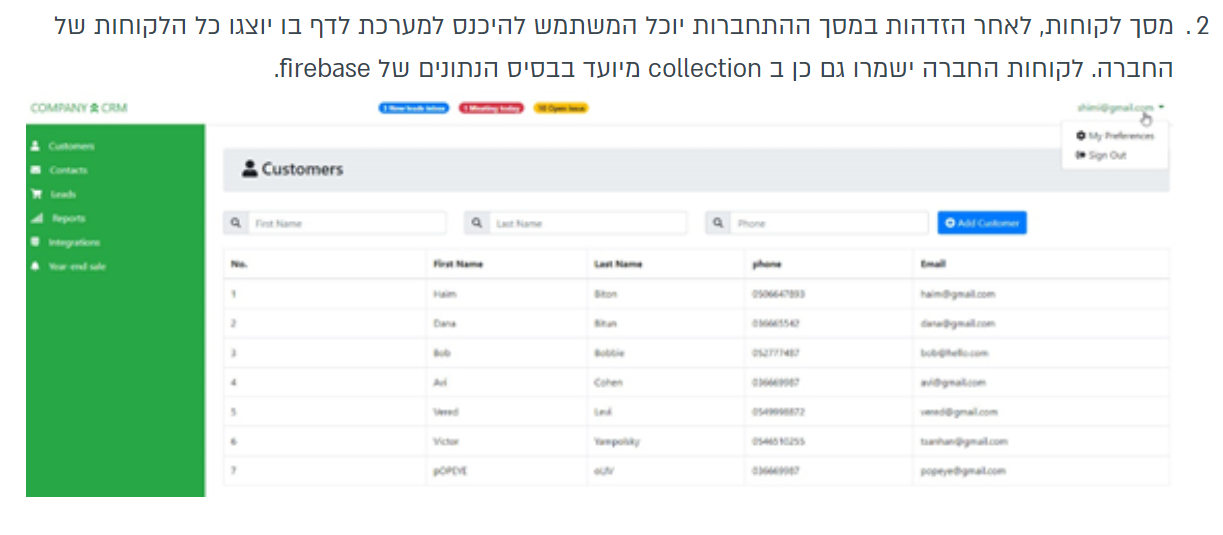 2. מסך לקוחות, לאחר הזדהות במסך ההתחברות יוכל המשתמש להיכנס למערכת לדף בו יוצגו כל הלקוחות של
החברה. לקוחות החברה ישמרו גם כן ב collection מיועד בבסיס הנתונים של firebase.
COMPANY CRM
1 New leads inbox 1 Meeting today 10 Open issue
shimi@gmail.com
My Preferences
Sign Out
Customers
Contacts
Leads
Reports
Integrations
Year-end sale
Customers
First Name Last Name Phone Add Customer
No. First Name Last Name phone Email
1 Haim Biton 0506647893 haim@gmail.com
2 Dana Bitun 036665542 dana@gmail.com
3 Bob Bobbie 052777487 bob@hello.com
4 Avi Cohen 036669987 avi@gmail.com
5 Vered Levi 0549998872 vered@gmail.com
6 Victor Yampolsky 0546510255 tsanhan@gmail.com
7 pOPEYE 036669987 popeye@gmail.com